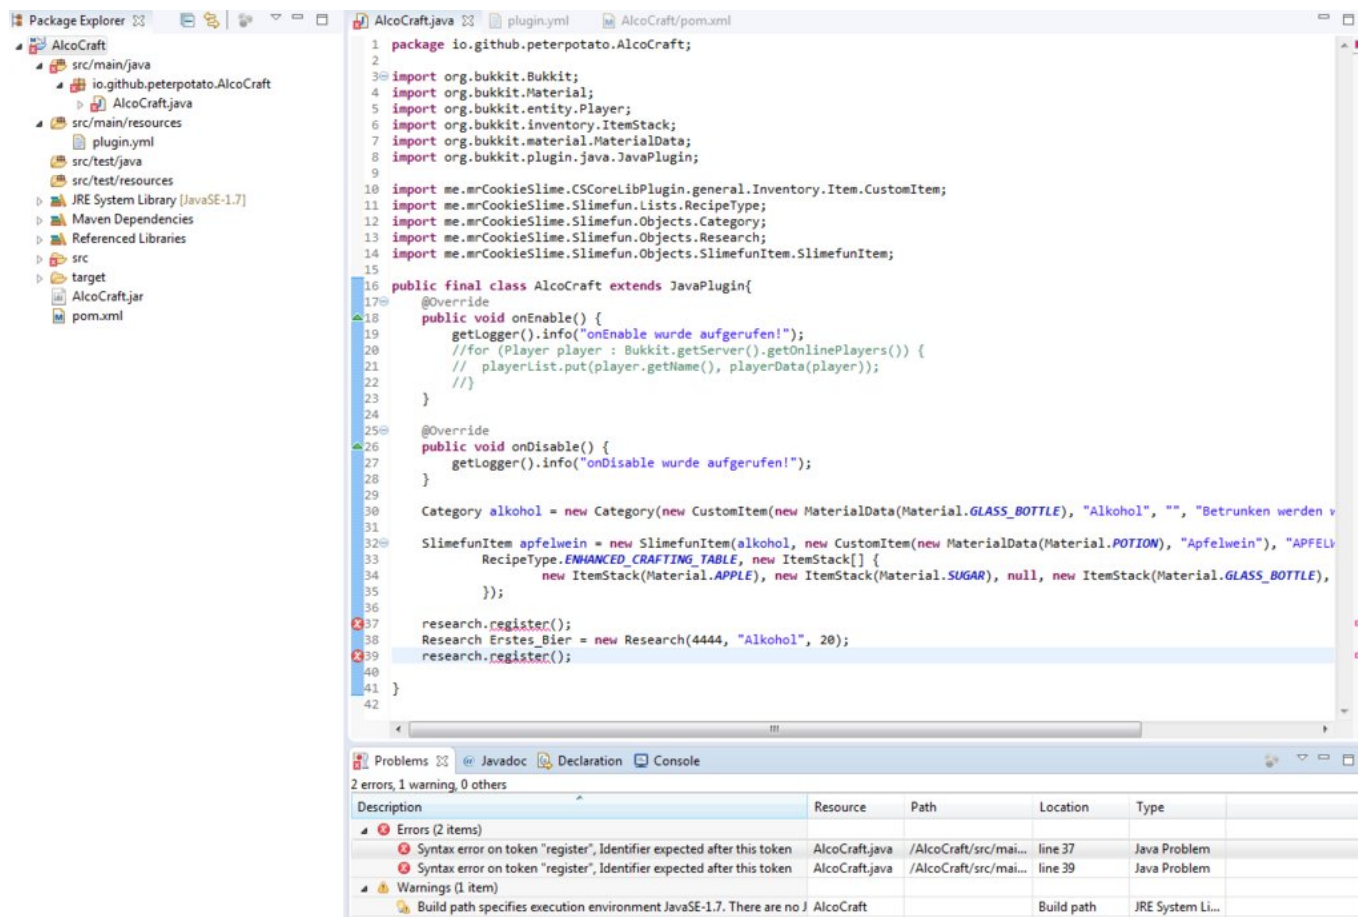 Package Explorer
AlcoCraft
src/main/java
io.github.peterpotato.AlcoCraft
AlcoCraft.java
src/main/resources
plugin.yml
src/test/java
src/test/resources
JRE System Library [JavaSE-1.7]
Maven Dependencies
Referenced Libraries
src
target
AlcoCraft.jar
pom.xml
AlcoCraft.java plugin.yml AlcoCraft/pom.xml
1 package io.github.peterpotato.AlcoCraft;
2
3 import org.bukkit.Bukkit;
4 import org.bukkit.Material;
5 import org.bukkit.entity.Player;
6 import org.bukkit.inventory.ItemStack;
7 import org.bukkit.material.MaterialData;
8 import org.bukkit.plugin.java.JavaPlugin;
9
10 import me.mrCookieSlime.CSCoreLibPlugin.general.Inventory.Item.CustomItem;
11 import me.mrCookieSlime.Slimefun.Lists.RecipeType;
12 import me.mrCookieSlime.Slimefun.Objects.Category;
13 import me.mrCookieSlime.Slimefun.Objects.Research;
14 import me.mrCookieSlime.Slimefun.Objects.SlimefunItem.SlimefunItem;
15
16 public final class AlcoCraft extends JavaPlugin{
17 @Override
18 public void onEnable() {
19 getLogger().info("onEnable wurde aufgerufen!");
20 //for (Player player : Bukkit.getServer().getOnlinePlayers()) {
21 // playerList.put(player.getName(), playerData(player));
22 //}
23 }
24
25 @Override
26 public void onDisable() {
27 getLogger().info("onDisable wurde aufgerufen!");
28 }
29
30 Category alkohol = new Category(new CustomItem(new MaterialData(Material.GLASS_BOTTLE), "Alkohol", "", "Betrunken werden
31
32 SlimefunItem apfelwein = new SlimefunItem(alkohol, new CustomItem(new MaterialData(Material.POTION), "Apfelwein"),
33 RecipeType.ENHANCED_CRAFTING_TABLE, new ItemStack[] {
34 new ItemStack(Material.APPLE), new ItemStack(Material.SUGAR), null, new ItemStack(Material.GLASS_BOTTLE),
35 });
36
37 research.register();
38 Research Erstes_Bier = new Research(4444, "Alkohol", 20);
39 research.register();
40
41 }
42
Problems Javadoc Declaration Console
2 errors, 1 warning, 0 others
Description Resource Path Location Type
Errors (2 items)
Syntax error on token "register", Identifier expected after this token AlcoCraft.java /AlcoCraft/src/mai... line 37 Java Problem
Syntax error on token "register", Identifier expected after this token AlcoCraft.java /AlcoCraft/src/mai... line 39 Java Problem
Warnings (1 item)
Build path specifies execution environment JavaSE-1.7. There are no J AlcoCraft Build path JRE System Li...